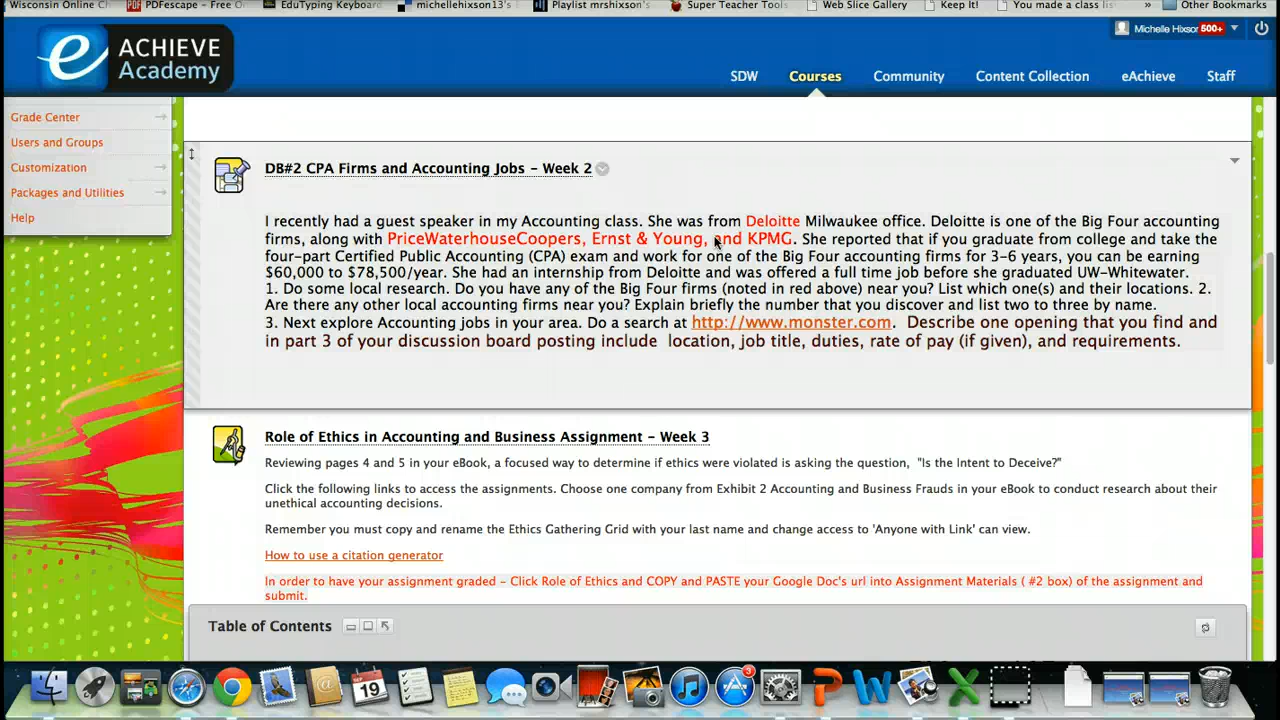 Wisconsin Online Ch
PDFescape - Free O
EduTyping Keyboard
michellehixson13's
Playlist mrshixson's
Super Teacher Tools
Web Slice Gallery
Keep It!
You made a class lis
Other Bookmarks
e ACHIEVE
Academy
Michelle Hixson 500+
SDW
Courses
Community
Content Collection
eAchieve
Staff
Grade Center
Users and Groups
Customization
Packages and Utilities
Help
DB#2 CPA Firms and Accounting Jobs - Week 2
I recently had a guest speaker in my Accounting class. She was from Deloitte Milwaukee office. Deloitte is one of the Big Four accounting
firms, along with PriceWaterhouseCoopers, Ernst & Young, and KPMG. She reported that if you graduate from college and take the
four-part Certified Public Accounting (CPA) exam and work for one of the Big Four accounting firms for 3-6 years, you can be earning
$60,000 to $78,500/year. She had an internship from Deloitte and was offered a full time job before she graduated UW-Whitewater.
1. Do some local research. Do you have any of the Big Four firms (noted in red above) near you? List which one(s) and their locations. 2.
Are there any other local accounting firms near you? Explain briefly the number that you discover and list two to three by name.
3. Next explore Accounting jobs in your area. Do a search at http://www.monster.com. Describe one opening that you find and
in part 3 of your discussion board posting include location, job title, duties, rate of pay (if given), and requirements.
Role of Ethics in Accounting and Business Assignment - Week 3
Reviewing pages 4 and 5 in your eBook, a focused way to determine if ethics were violated is asking the question, "Is the Intent to Deceive?"
Click the following links to access the assignments. Choose one company from Exhibit 2 Accounting and Business Frauds in your eBook to conduct research about their
unethical accounting decisions.
Remember you must copy and rename the Ethics Gathering Grid with your last name and change access to 'Anyone with Link' can view.
How to use a citation generator
In order to have your assignment graded - Click Role of Ethics and COPY and PASTE your Google Doc's url into Assignment Materials ( #2 box) of the assignment and
submit.
Table of Contents
SEP
19
3